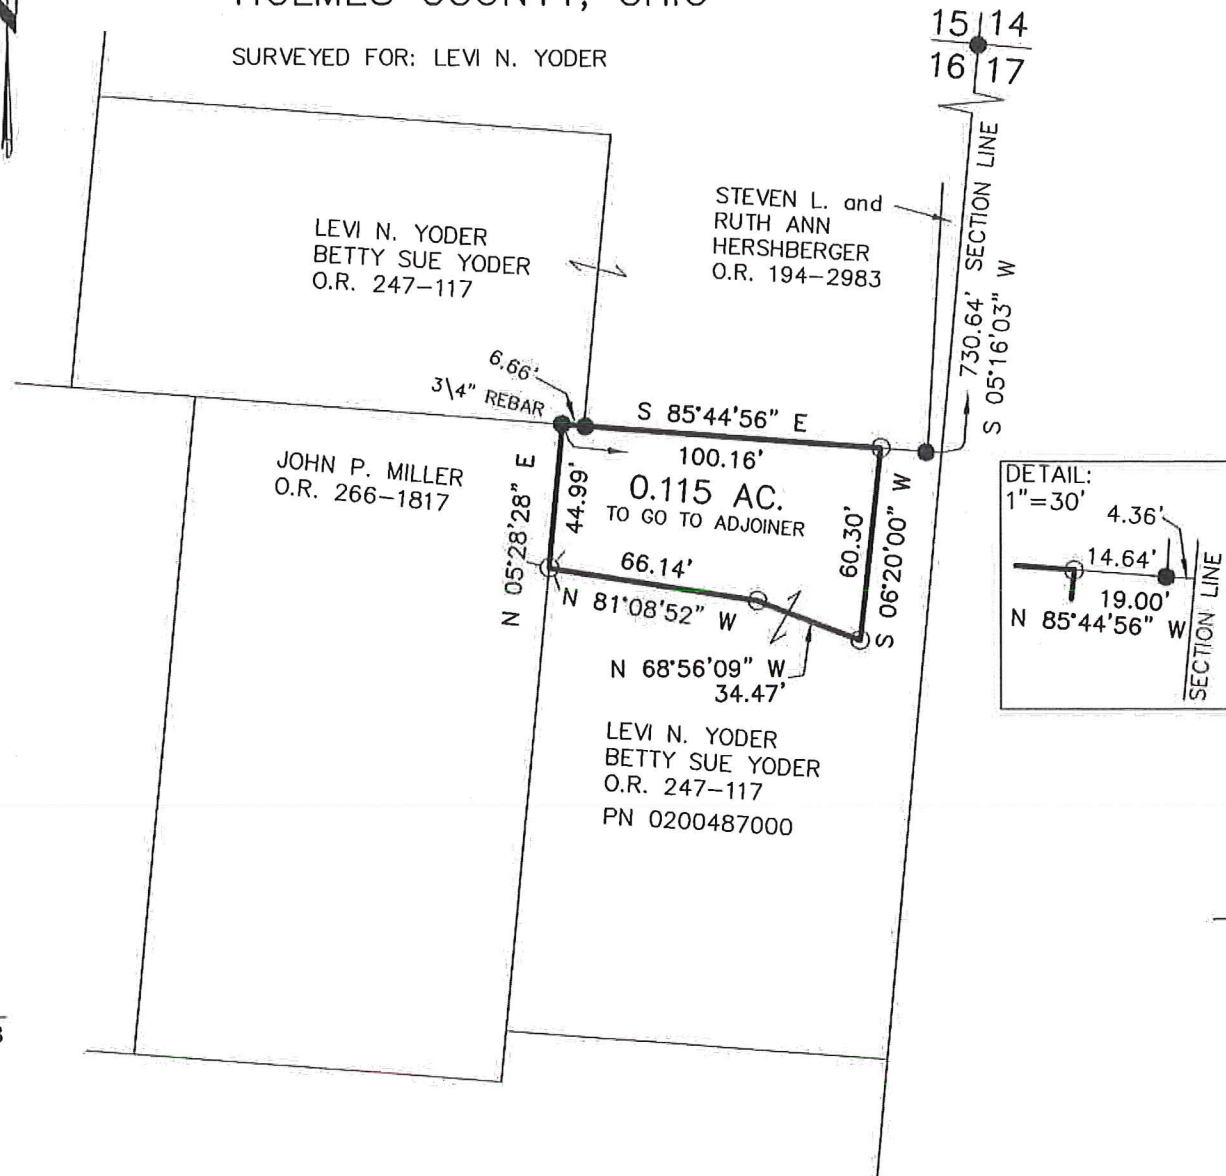 HOLMES COUNTY, OHIO
SURVEYED FOR: LEVI N. YODER
15 14
16 17
LEVI N. YODER
BETTY SUE YODER
O.R. 247-117
STEVEN L. and
RUTH ANN
HERSHBERGER
O.R. 194-2983
730.64' SECTION LINE
S 05°16'03" W
6.66'
3\4" REBAR
S 85°44'56" E
100.16'
0.115 AC.
TO GO TO ADJOINER
JOHN P. MILLER
O.R. 266-1817
N 05°28'28" E
44.99'
66.14'
N 81°08'52" W
60.30'
S 06°20'00" W
N 68°56'09" W
34.47'
LEVI N. YODER
BETTY SUE YODER
O.R. 247-117
PN 0200487000
DETAIL:
1"=30'
4.36'
14.64'
19.00'
N 85°44'56" W
SECTION LINE